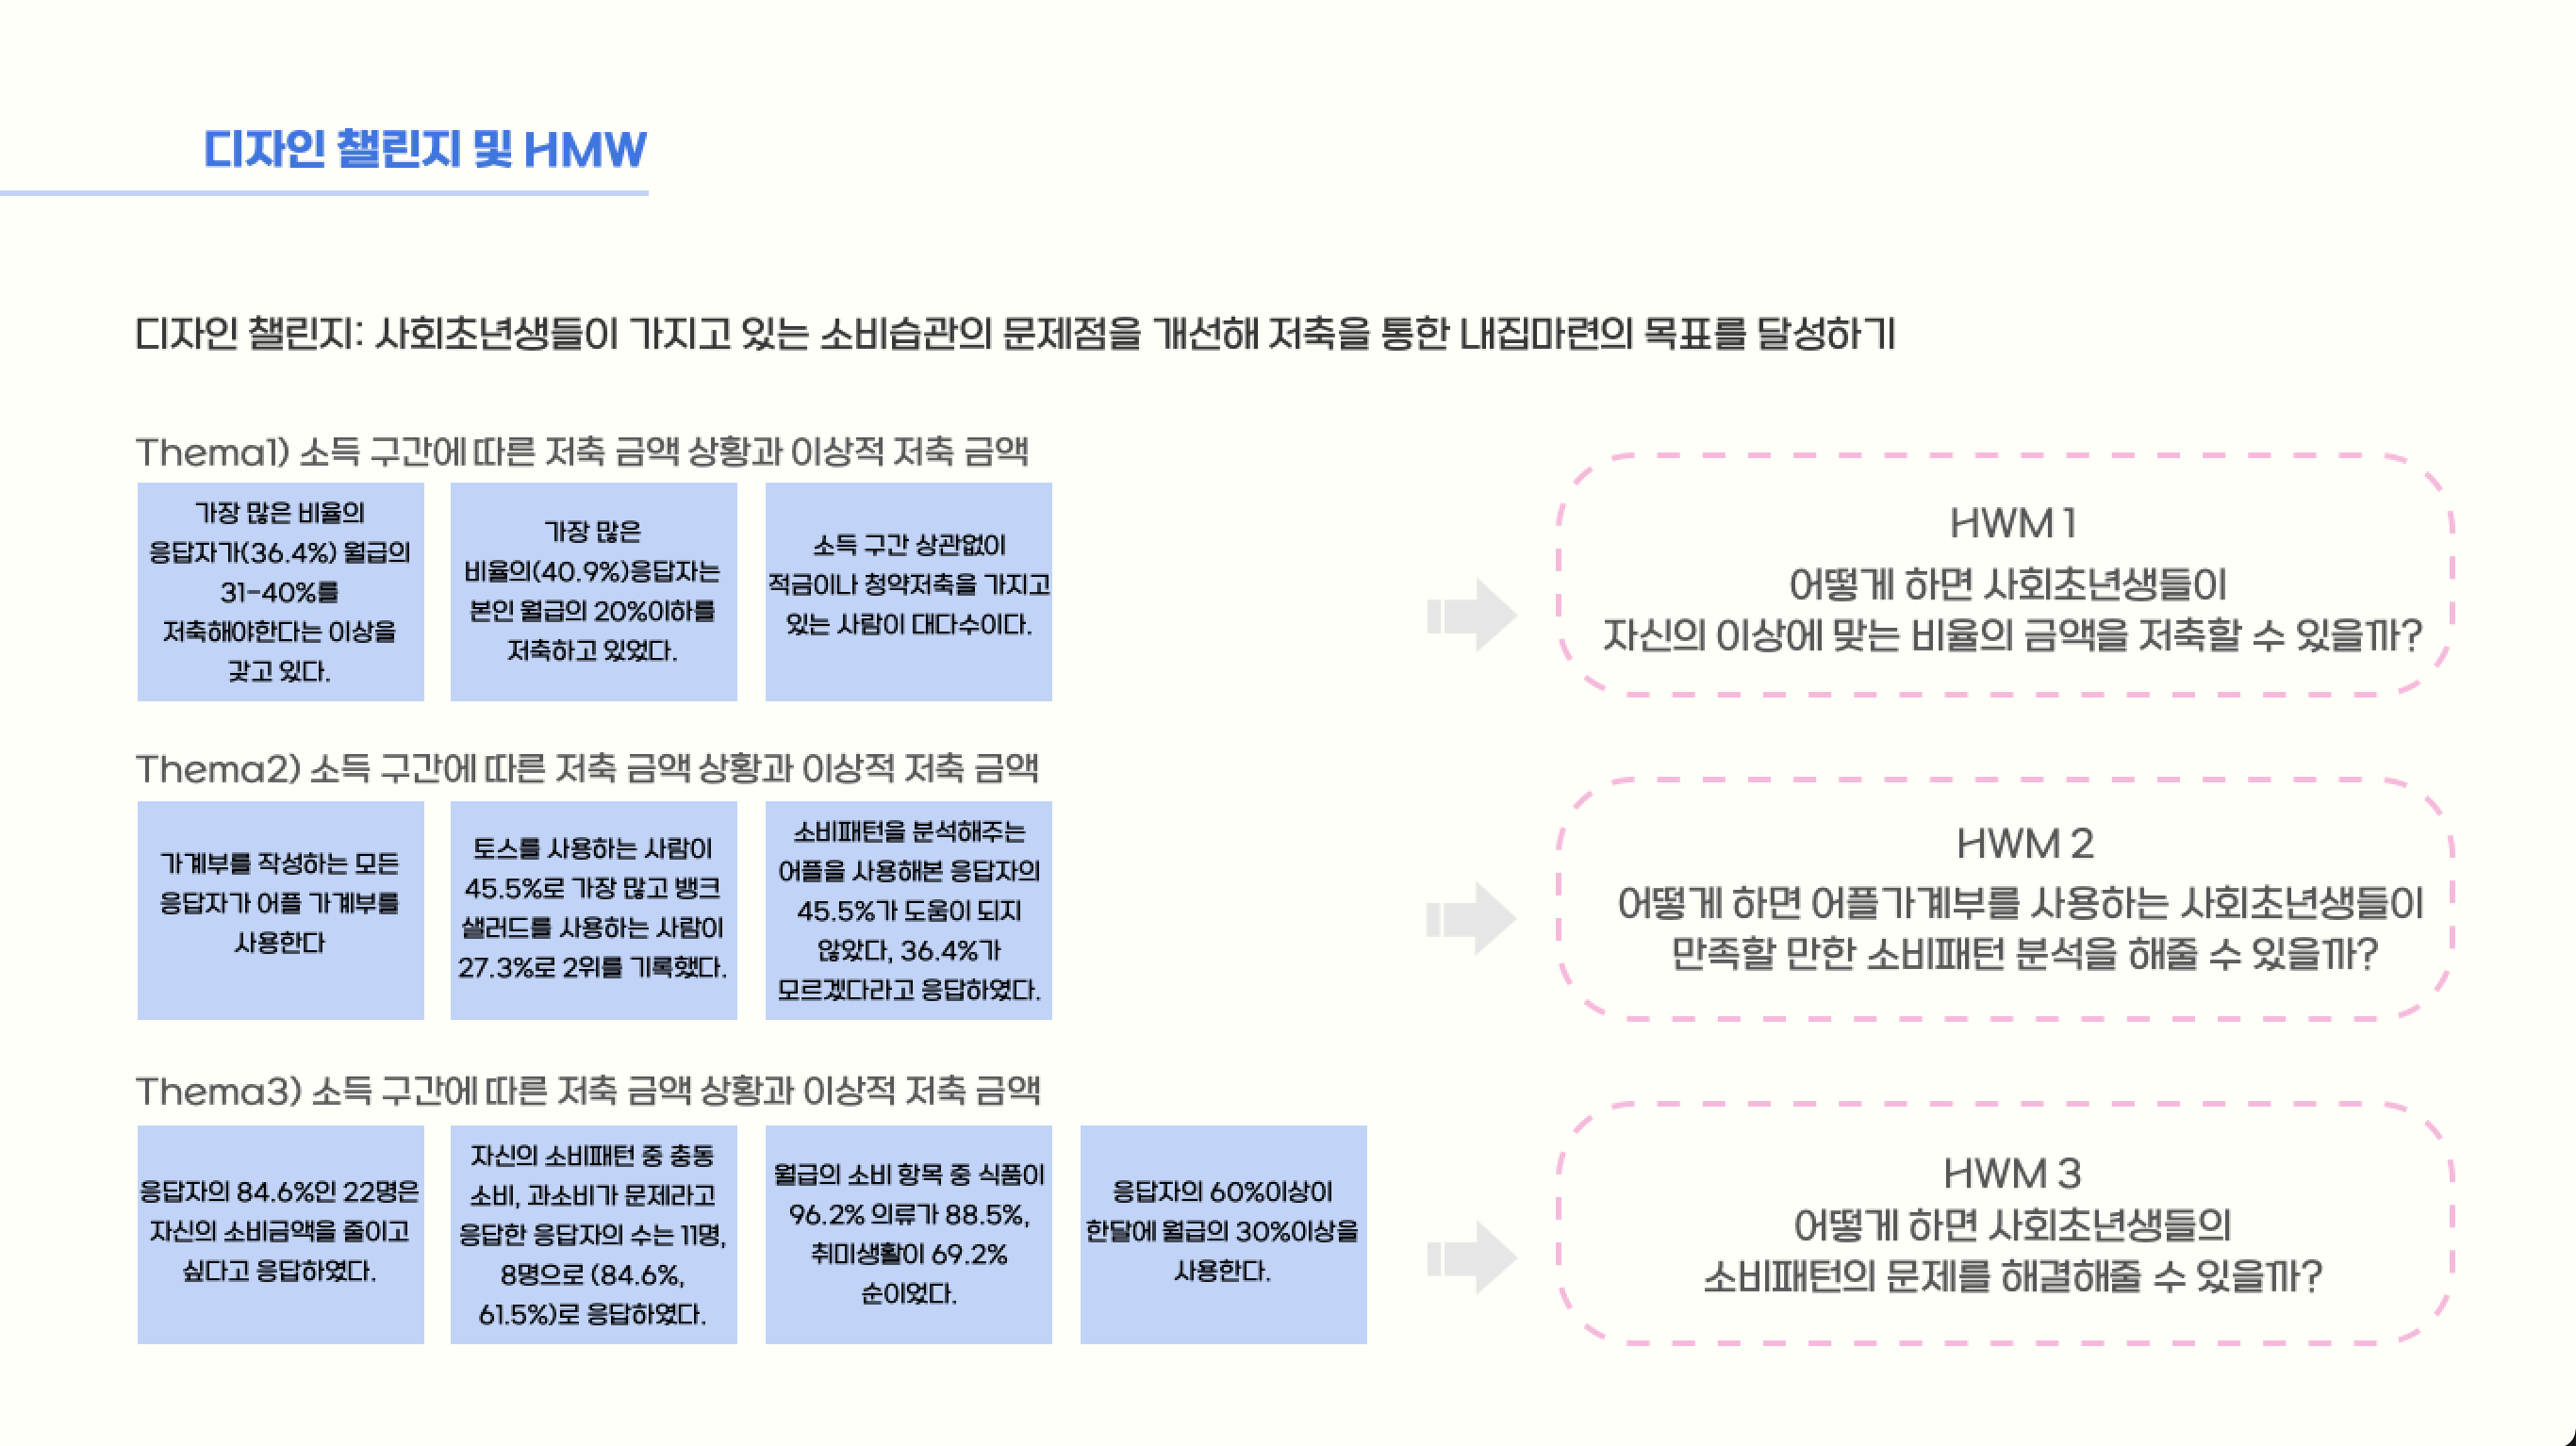 디자인 챌린지 및 HMW
디자인 챌린지: 사회초년생들이 가지고 있는 소비습관의 문제점을 개선해 저축을 통한 내집마련의 목표를 달성하기
Thema1) 소득 구간에 따른 저축 금액 상황과 이상적 저축 금액
가장 많은 비율의
응답자가(36.4%) 월급의
31-40%를
저축해야한다는 이상을
갖고 있다.
가장 많은
비율의(40.9%)응답자는
본인 월급의 20%이하를
저축하고 있었다.
소득 구간 상관없이
적금이나 청약저축을 가지고
있는 사람이 대다수이다.
HWM 1
어떻게 하면 사회초년생들이
자신의 이상에 맞는 비율의 금액을 저축할 수 있을까?
Thema2) 소득 구간에 따른 저축 금액 상황과 이상적 저축 금액
가계부를 작성하는 모든
응답자가 어플 가계부를
사용한다
토스를 사용하는 사람이
45.5%로 가장 많고 뱅크
샐러드를 사용하는 사람이
27.3%로 2위를 기록했다.
소비패턴을 분석해주는
어플을 사용해본 응답자의
45.5%가 도움이 되지
않았다, 36.4%가
모르겠다라고 응답하였다.
HWM 2
어떻게 하면 어플가계부를 사용하는 사회초년생들이
만족할 만한 소비패턴 분석을 해줄 수 있을까?
Thema3) 소득 구간에 따른 저축 금액 상황과 이상적 저축 금액
응답자의 84.6%인 22명은
자신의 소비금액을 줄이고
싶다고 응답하였다.
자신의 소비패턴 중 충동
소비, 과소비가 문제라고
응답한 응답자의 수는 11명,
8명으로 (84.6%,
61.5%)로 응답하였다.
월급의 소비 항목 중 식품이
96.2% 의류가 88.5%,
취미생활이 69.2%
순이었다.
응답자의 60%이상이
한달에 월급의 30%이상을
사용한다.
HWM 3
어떻게 하면 사회초년생들의
소비패턴의 문제를 해결해줄 수 있을까?